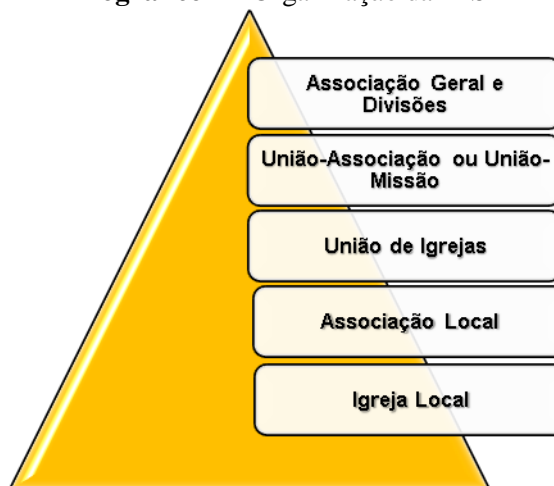 Associação Geral e
Divisões
União-Associação ou União-
Missão
União de Igrejas
Associação Local
Igreja Local